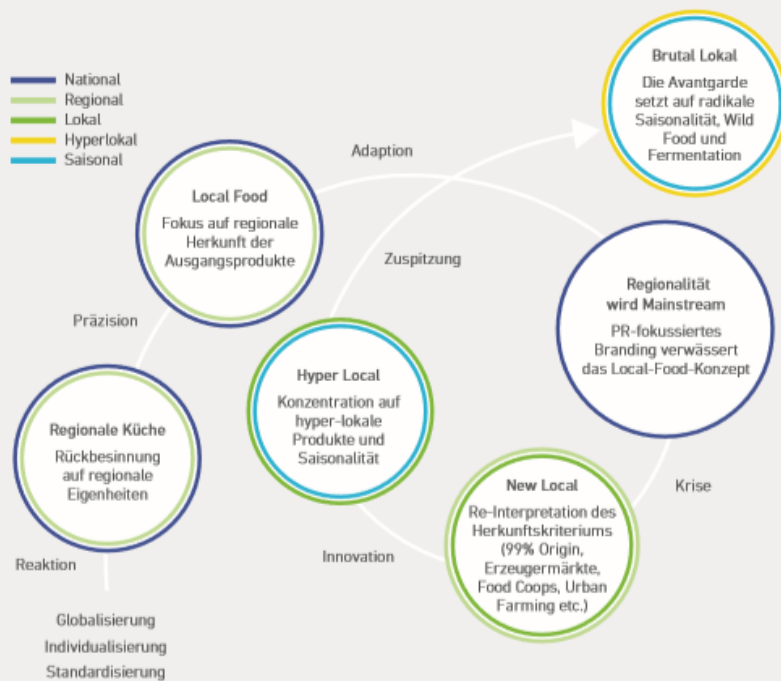 National
Regional
Lokal
Hyperlokal
Saisonal
Brutal Lokal
Die Avantgarde
setzt auf radikale
Saisonalität, Wild
Food und
Fermentation
Adaption
Local Food
Fokus auf regionale
Herkunft der
Ausgangsprodukte
Zuspitzung
Regionalität
wird Mainstream
PR-fokussiertes
Branding verwässert
das Local-Food-Konzept
Präzision
Hyper Local
Konzentration auf
hyper-lokale
Produkte und
Saisonalität
Regionale Küche
Rückbesinnung
auf regionale
Eigenheiten
New Local
Re-Interpretation des
Herkunftskriteriums
(99% Origin,
Erzeugermärkte,
Food Coops, Urban
Farming etc.)
Krise
Innovation
Reaktion
Globalisierung
Individualisierung
Standardisierung